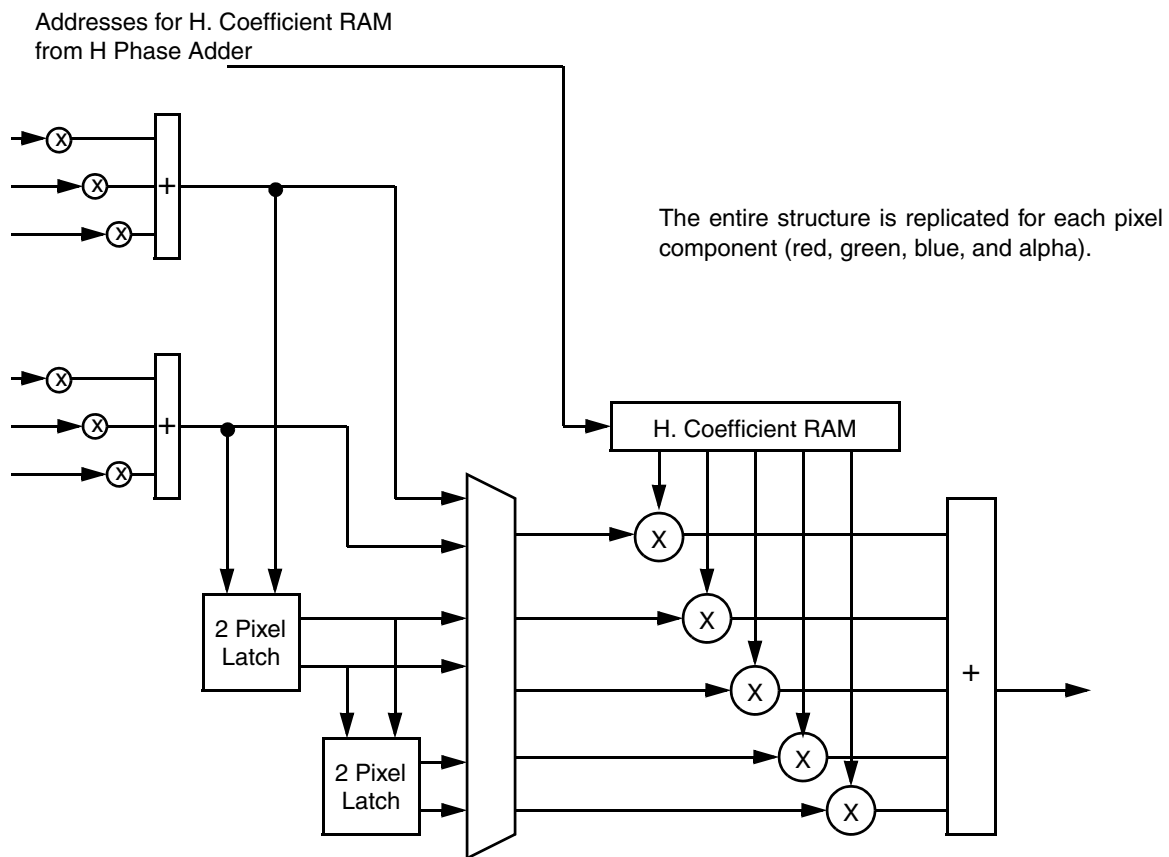 Addresses for H. Coefficient RAM
from H Phase Adder
X
X
+
X
The entire structure is replicated for each pixel
component (red, green, blue, and alpha).
X
X
+
X
H. Coefficient RAM
X
2 Pixel
Latch
X
X
+
X
2 Pixel
Latch
X